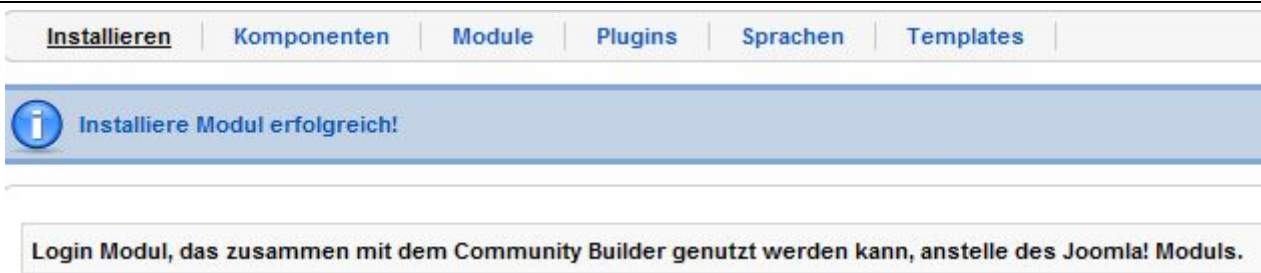 Installieren Komponenten Module Plugins Sprachen Templates
Installiere Modul erfolgreich!
Login Modul, das zusammen mit dem Community Builder genutzt werden kann, anstelle des Joomla! Moduls.